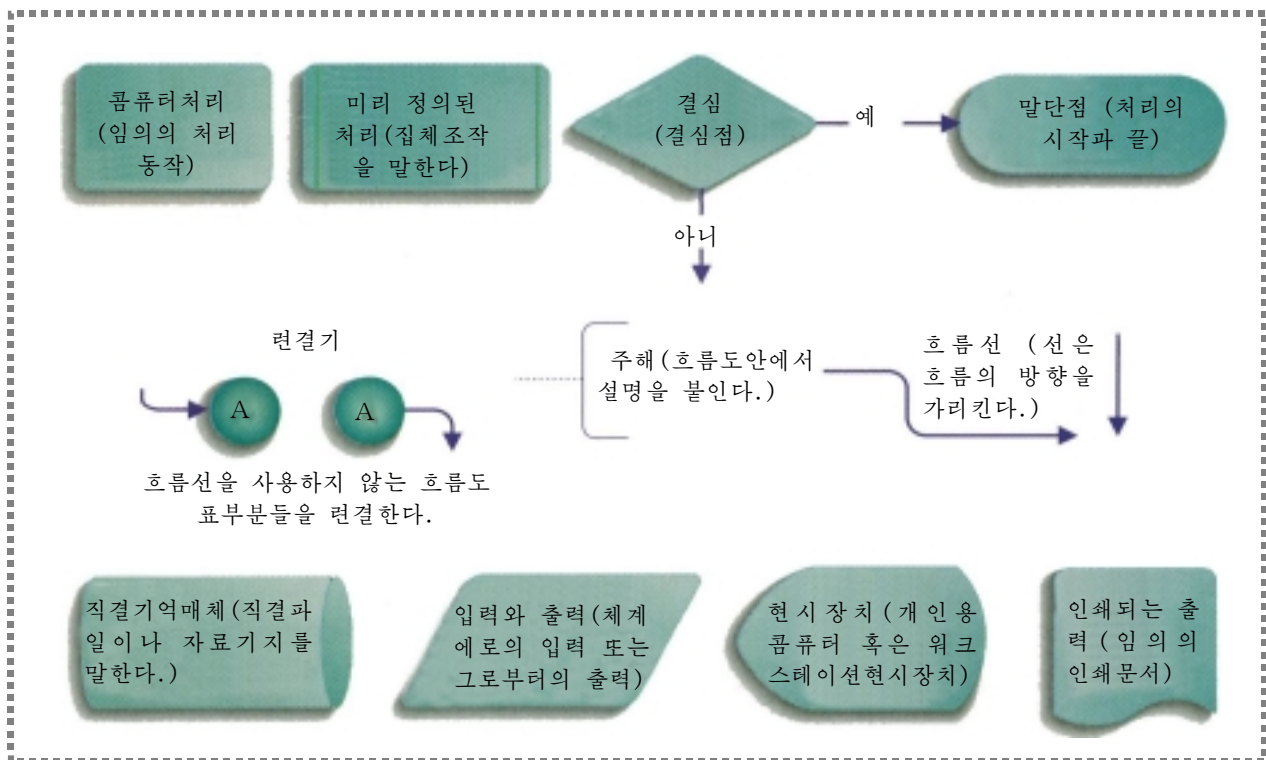 콤퓨터처리
(임의의 처리
동작)
미리 정의된
처리(집체조작
을 말한다)
결심
(결심점)
예
말단점 (처리의
시작과 끝)
아니
련결기
A
A
흐름선을 사용하지 않는 흐름도
표부분들을 련결한다.
주해(흐름도안에서
설명을 붙인다.)
흐름선 (선은
흐름의 방향을
가리킨다.)
직결기억매체(직결파
일이나 자료기지를
말한다.)
입력와 출력(체계
에로의 입력 또는
그로부터의 출력)
현시장치(개인용
콤퓨터 혹은 워크
스테이션현시장치)
인쇄되는 출
력(임의의
인쇄문서)